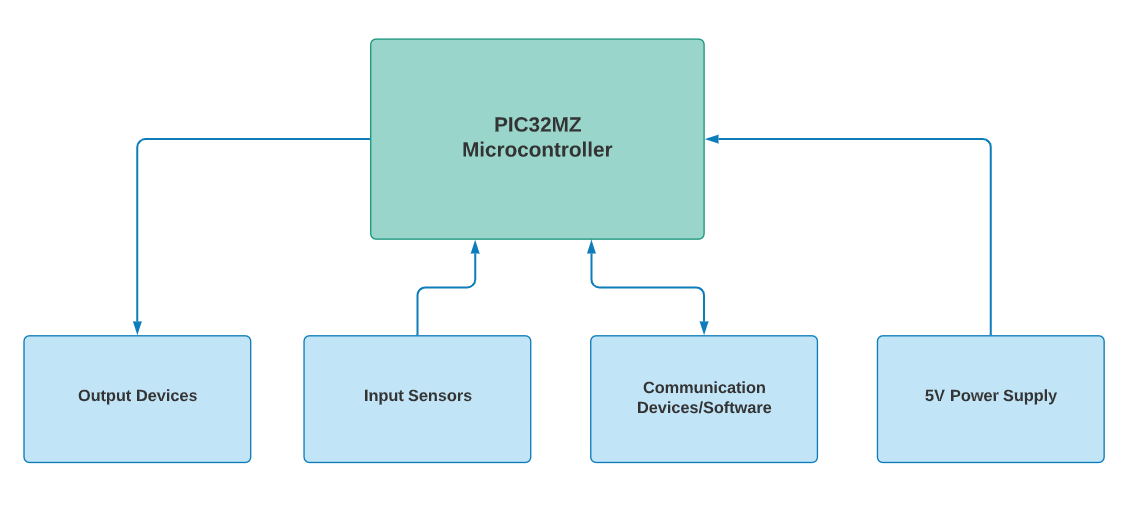 PIC32MZ
Microcontroller
Output Devices
Input Sensors
Communication
Devices/Software
5V Power Supply